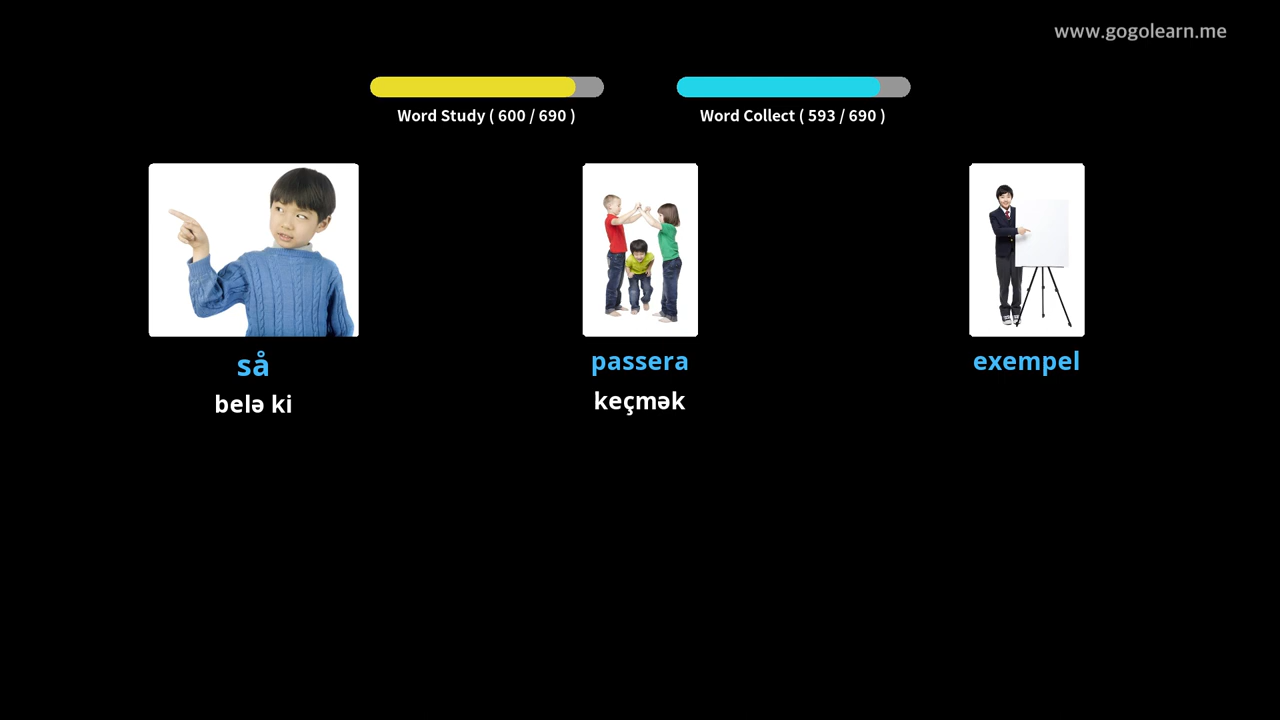 www.gogolearn.me
Word Study ( 600 / 690 )
Word Collect ( 593 / 690 )
så
passera
exempel
belə ki
keçmək